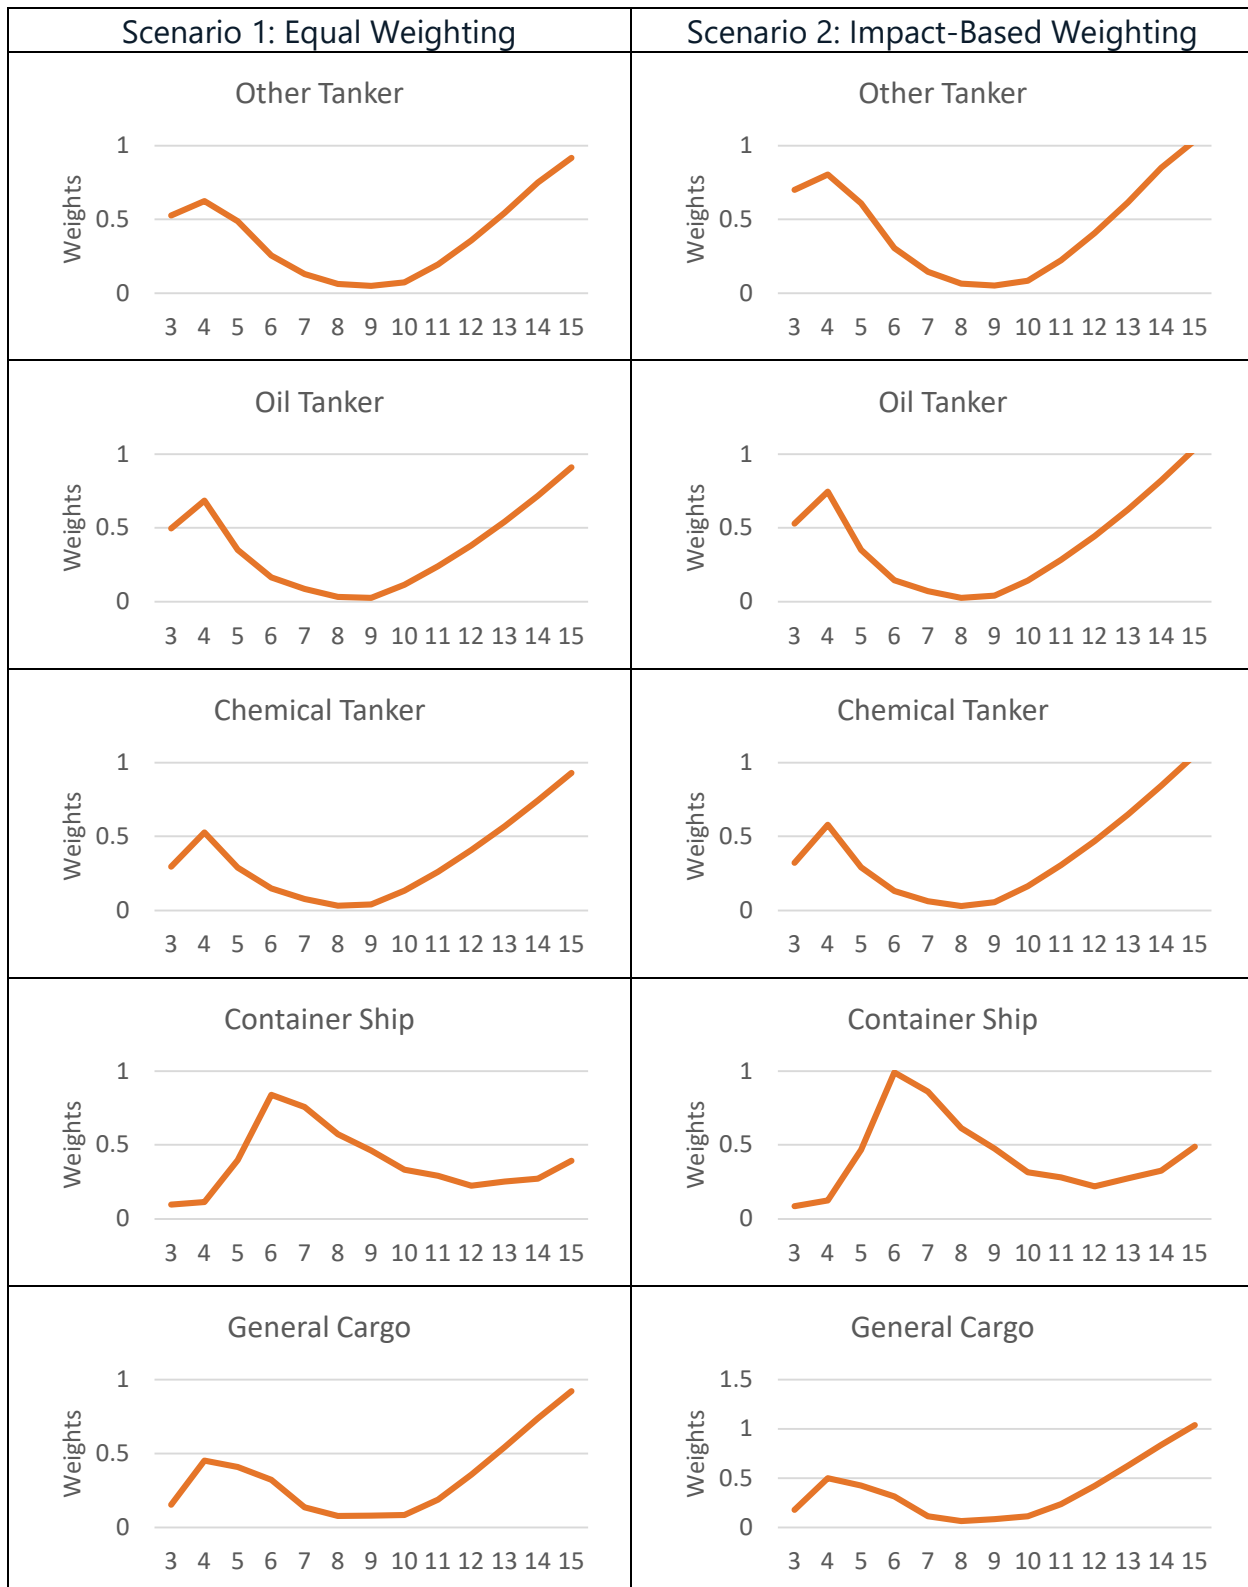 Scenario 1: Equal Weighting
Scenario 2: Impact-Based Weighting
Other Tanker
Weights
1
0.5
0
3 4 5 6 7 8 9 10 11 12 13 14 15
Other Tanker
Weights
1
0.5
0
3 4 5 6 7 8 9 10 11 12 13 14 15
Oil Tanker
Weights
1
0.5
0
3 4 5 6 7 8 9 10 11 12 13 14 15
Oil Tanker
Weights
1
0.5
0
3 4 5 6 7 8 9 10 11 12 13 14 15
Chemical Tanker
Weights
1
0.5
0
3 4 5 6 7 8 9 10 11 12 13 14 15
Chemical Tanker
Weights
1
0.5
0
3 4 5 6 7 8 9 10 11 12 13 14 15
Container Ship
Weights
1
0.5
0
3 4 5 6 7 8 9 10 11 12 13 14 15
Container Ship
Weights
1
0.5
0
3 4 5 6 7 8 9 10 11 12 13 14 15
General Cargo
Weights
1
0.5
0
3 4 5 6 7 8 9 10 11 12 13 14 15
General Cargo
Weights
1.5
1
0.5
0
3 4 5 6 7 8 9 10 11 12 13 14 15